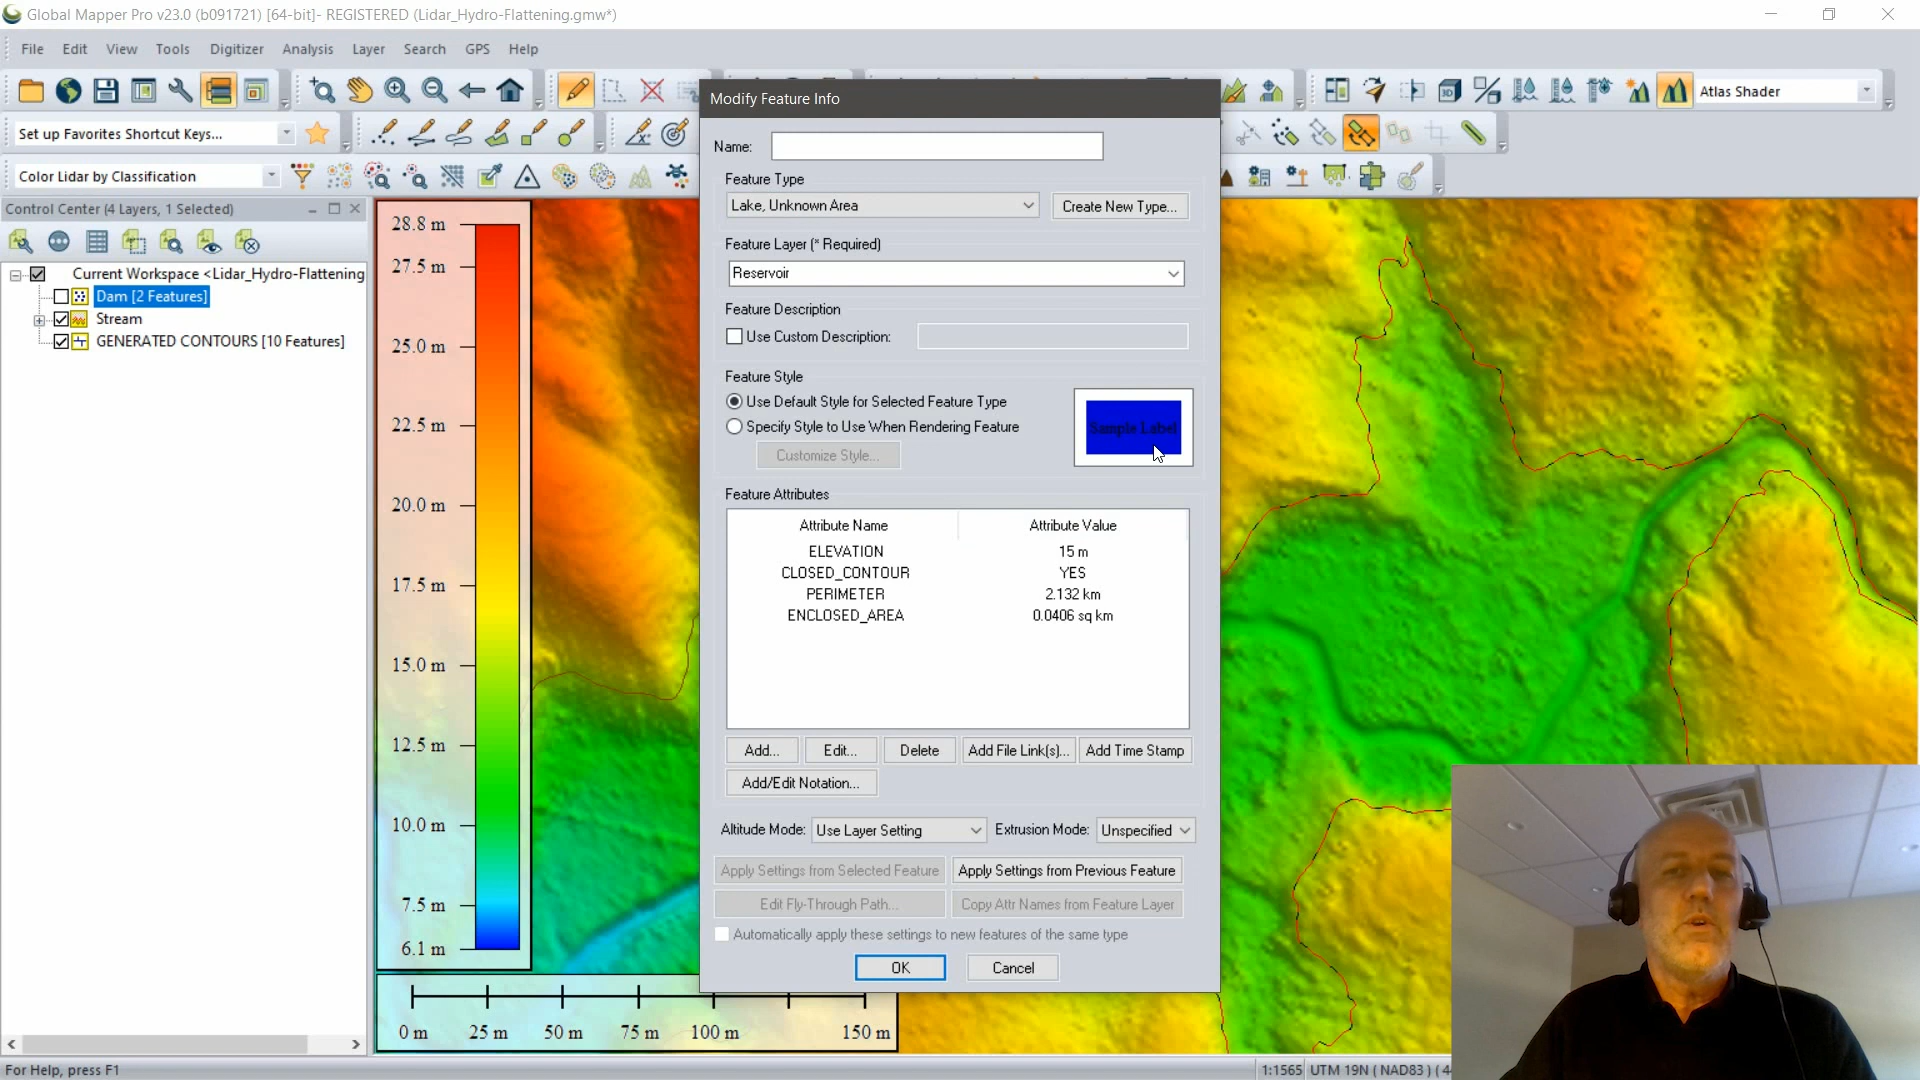 Global Mapper Pro v23.0 (b091721) [64-bit]- REGISTERED (Lidar_Hydro-Flattening.gmw*)
File Edit View Tools Digitizer Analysis Layer Search GPS Help
Atlas Shader
Set up Favorites Shortcut Keys...
Color Lidar by Classification
Control Center (4 Layers, 1 Selected)
Current Workspace <Lidar_Hydro-Flattening
Dam [2 Features]
Stream
GENERATED CONTOURS [10 Features]
28.8 m
27.5 m
25.0 m
22.5 m
20.0 m
17.5 m
15.0 m
12.5 m
10.0 m
7.5 m
6.1 m
0 m 25 m 50 m 75 m 100 m 150 m
Modify Feature Info
Name:
Feature Type
Lake, Unknown Area
Create New Type...
Feature Layer (* Required)
Reservoir
Feature Description
Use Custom Description:
Feature Style
Use Default Style for Selected Feature Type
Specify Style to Use When Rendering Feature
Customize Style...
Sample Label
Feature Attributes
Attribute Name Attribute Value
ELEVATION 15 m
CLOSED_CONTOUR YES
PERIMETER 2.132 km
ENCLOSED_AREA 0.0406 sq km
Add... Edit... Delete Add File Link(s)... Add Time Stamp
Add/Edit Notation...
Altitude Mode: Use Layer Setting Extrusion Mode: Unspecified
Apply Settings from Selected Feature Apply Settings from Previous Feature
Edit Fly-Through Path... Copy Attr Names from Feature Layer
Automatically apply these settings to new features of the same type
OK Cancel
For Help, press F1
1:1565 UTM 19N ( NAD83 ) ( 4